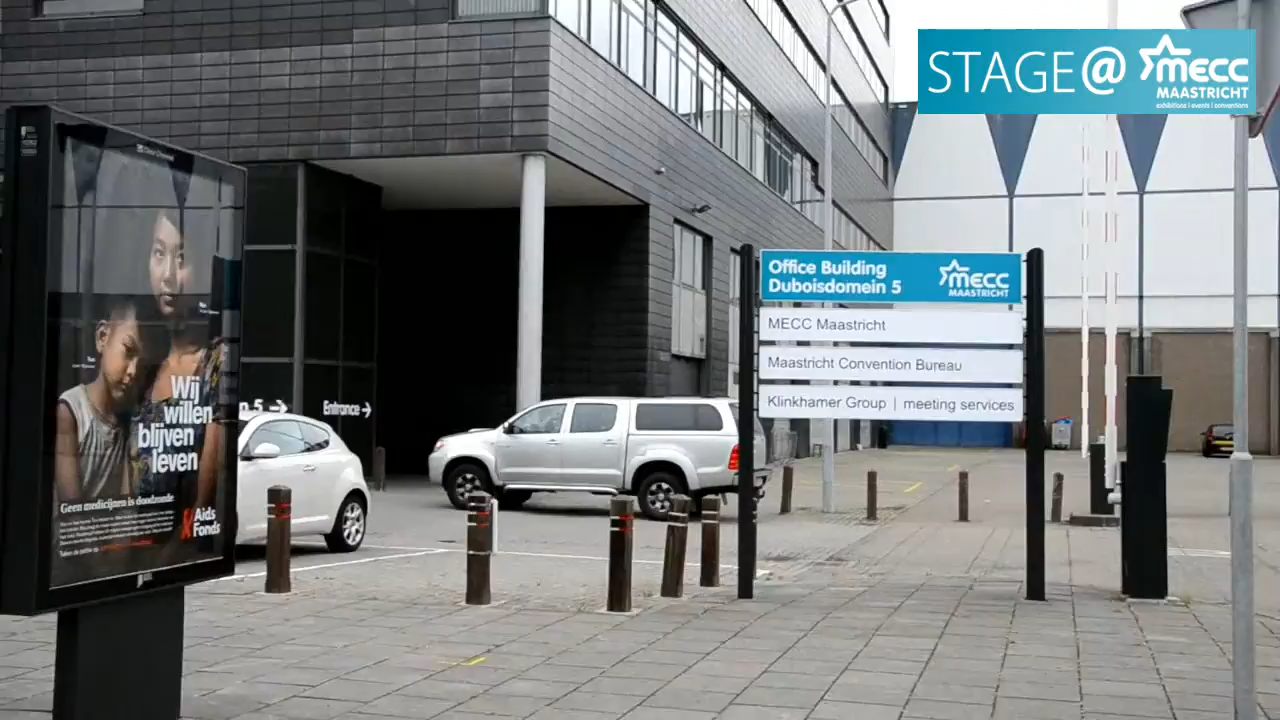 STAGE@ MECC
MAASTRICHT
exhibitions | events | conventions
Office Building
Duboisdomein 5
MECC
MAASTRICHT
MECC Maastricht
Maastricht Convention Bureau
Klinkhamer Group | meeting services
Entrance →
5 →
Wij
willen
blijven
leven
Geen medicijnen is doodzonde
Aids
Fonds